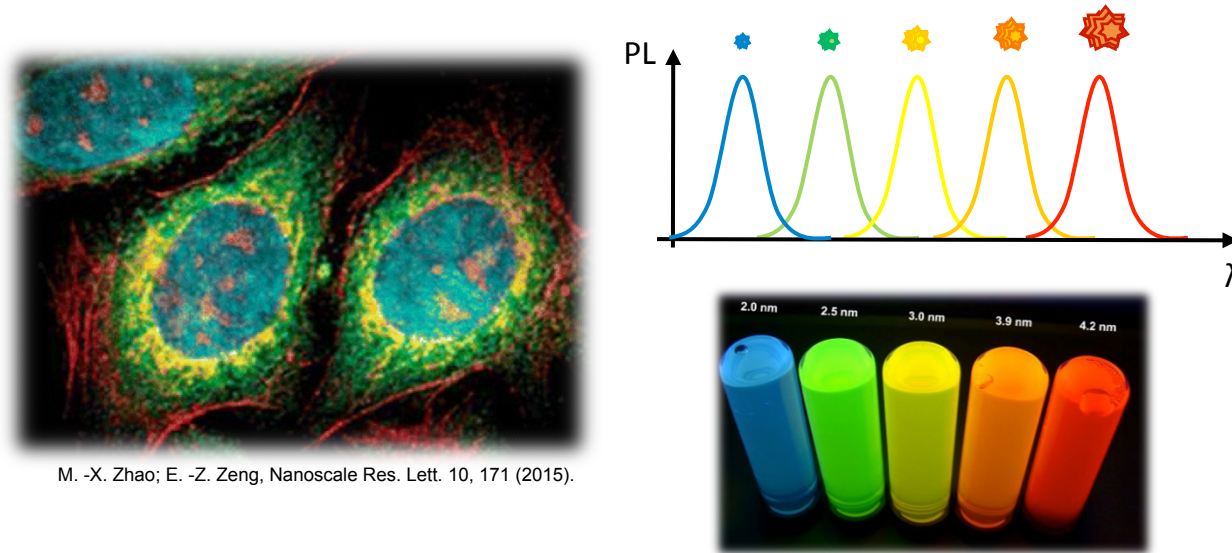 PL
λ
2.0 nm
2.5 nm
3.0 nm
3.9 nm
4.2 nm
M. -X. Zhao; E. -Z. Zeng, Nanoscale Res. Lett. 10, 171 (2015).